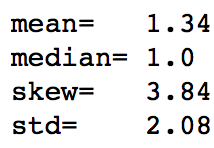 mean= 1.34
median= 1.0
skew= 3.84
std= 2.08